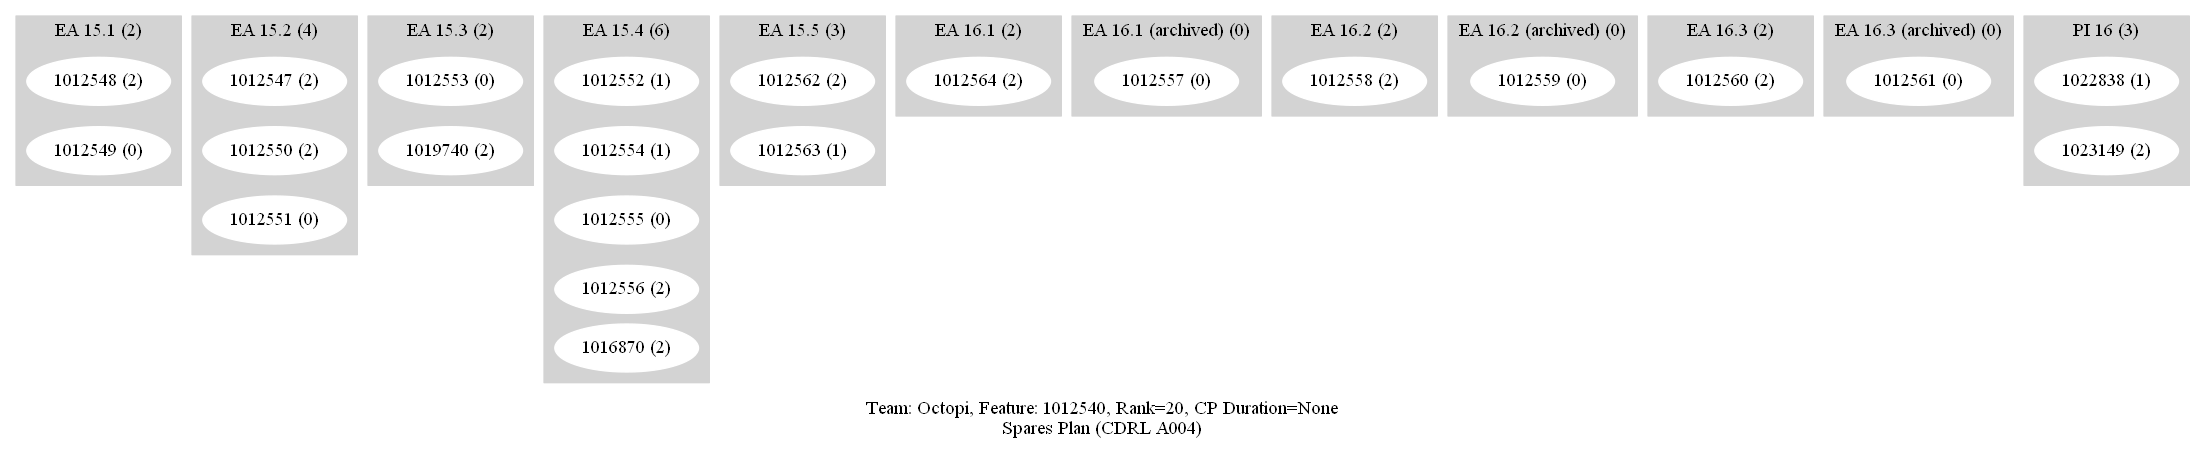 EA 15.1 (2)
1012548 (2)
1012549 (0)
EA 15.2 (4)
1012547 (2)
1012550 (2)
1012551 (0)
EA 15.3 (2)
1012553 (0)
1019740 (2)
EA 15.4 (6)
1012552 (1)
1012554 (1)
1012555 (0)
1012556 (2)
1016870 (2)
EA 15.5 (3)
1012562 (2)
1012563 (1)
EA 16.1 (2)
1012564 (2)
EA 16.1 (archived) (0)
1012557 (0)
EA 16.2 (2)
1012558 (2)
EA 16.2 (archived) (0)
1012559 (0)
EA 16.3 (2)
1012560 (2)
EA 16.3 (archived) (0)
1012561 (0)
PI 16 (3)
1022838 (1)
1023149 (2)
Team: Octopi, Feature: 1012540, Rank=20, CP Duration=None
Spares Plan (CDRL A004)